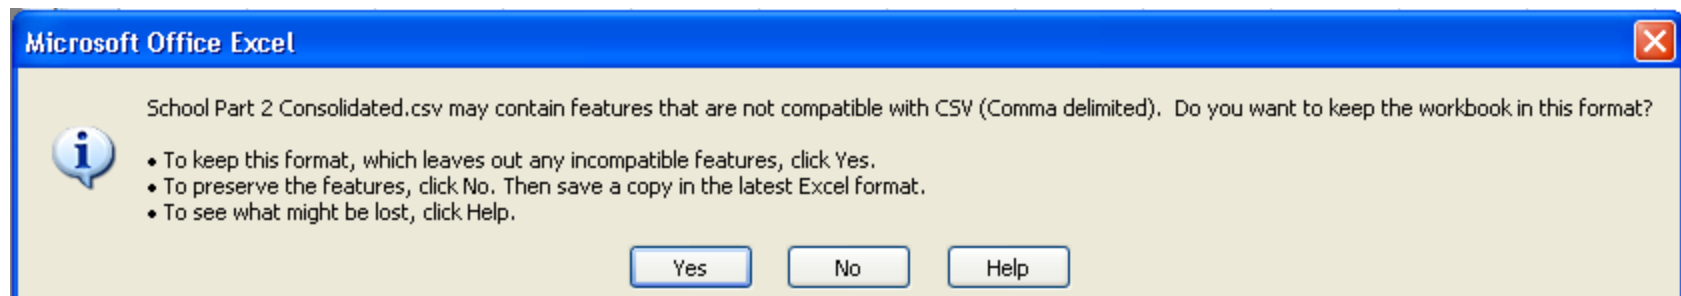 Microsoft Office Excel
School Part 2 Consolidated.csv may contain features that are not compatible with CSV (Comma delimited).  Do you want to keep the workbook in this format?
• To keep this format, which leaves out any incompatible features, click Yes.
• To preserve the features, click No. Then save a copy in the latest Excel format.
• To see what might be lost, click Help.
Yes No Help